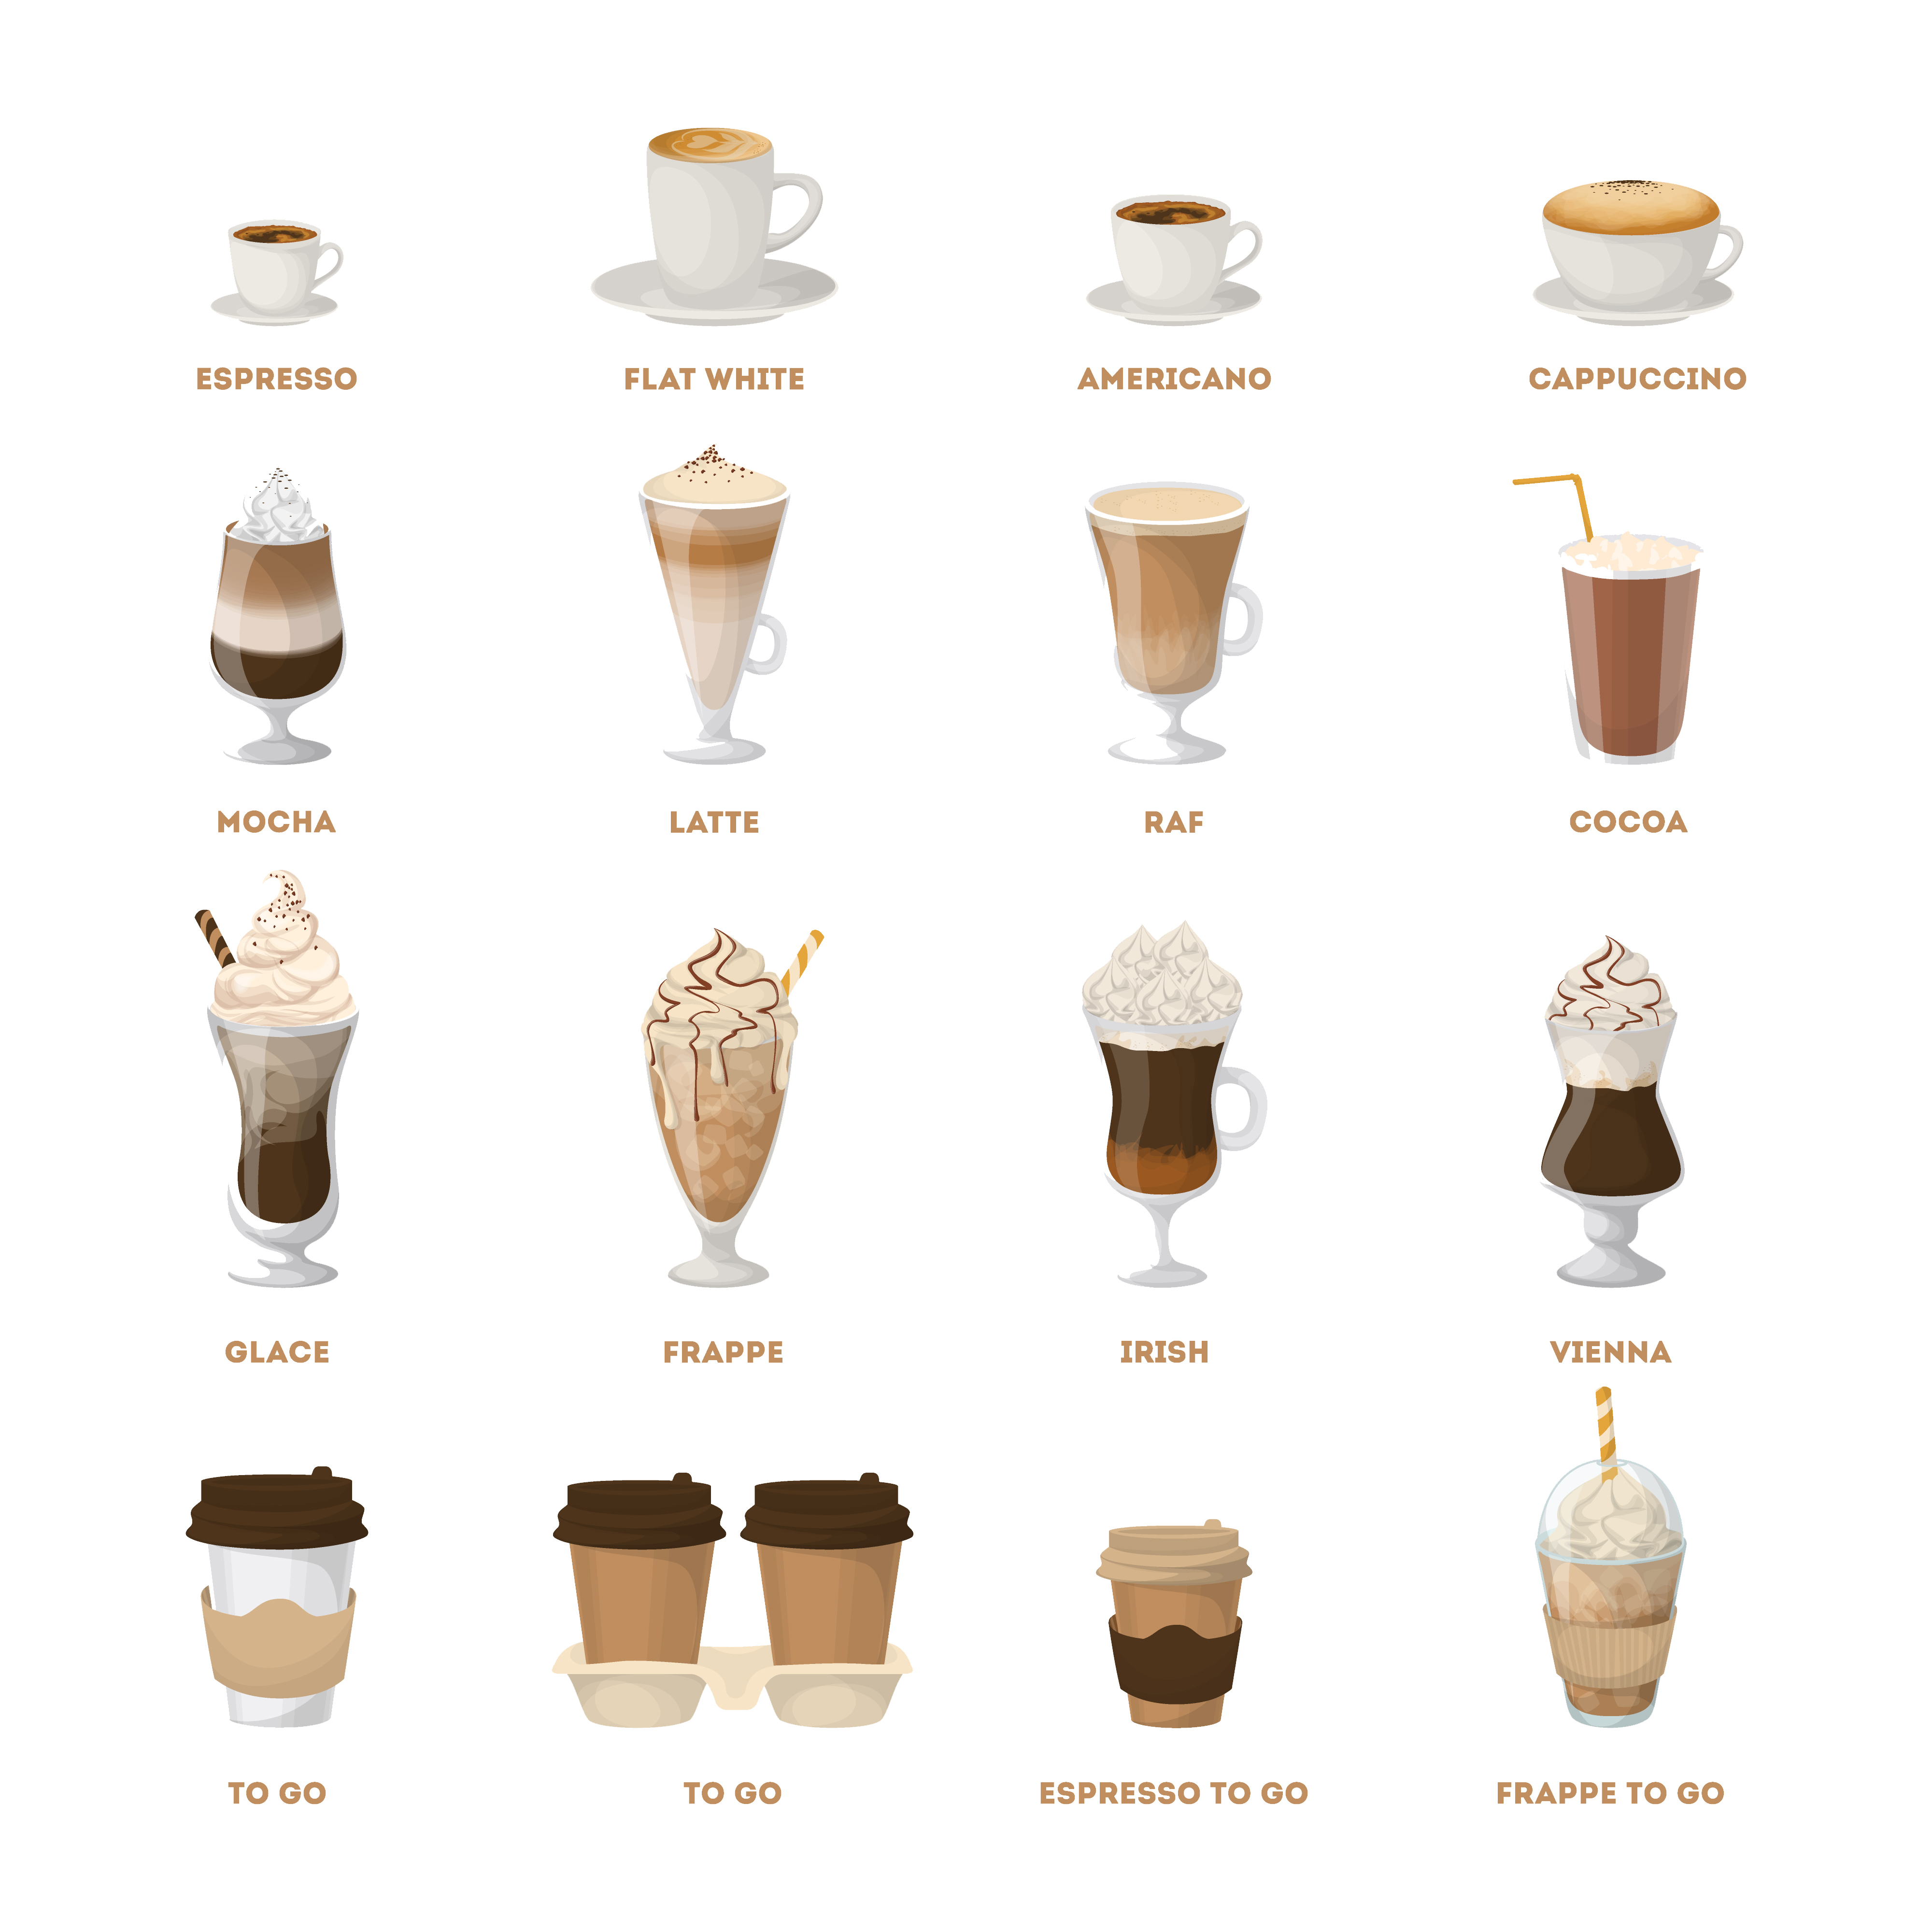 ESPRESSO
FLAT WHITE
AMERICANO
CAPPUCCINO
MOCHA
LATTE
RAF
COCOA
GLACE
FRAPPE
IRISH
VIENNA
TO GO
TO GO
ESPRESSO TO GO
FRAPPE TO GO